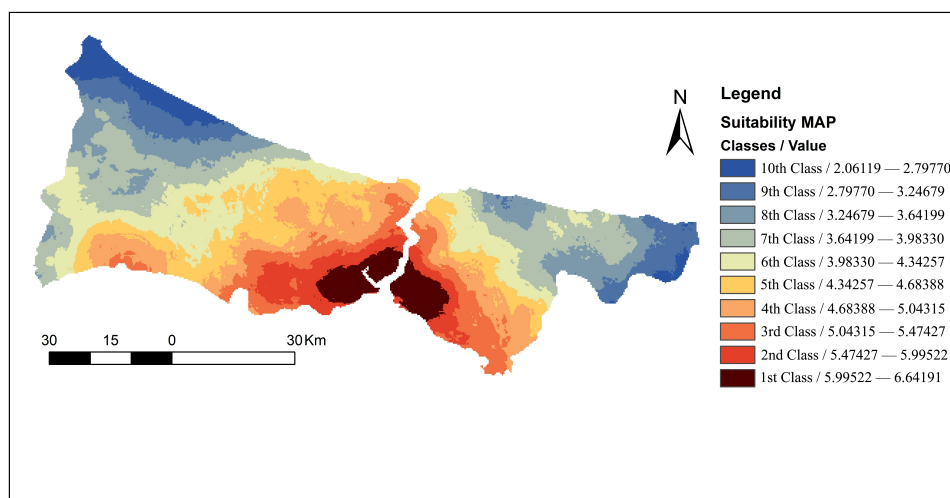 N
Legend
Suitability MAP
Classes / Value
10th Class / 2.06119 — 2.79770
9th Class / 2.79770 — 3.24679
8th Class / 3.24679 — 3.64199
7th Class / 3.64199 — 3.98330
6th Class / 3.98330 — 4.34257
5th Class / 4.34257 — 4.68388
4th Class / 4.68388 — 5.04315
3rd Class / 5.04315 — 5.47427
2nd Class / 5.47427 — 5.99522
1st Class / 5.99522 — 6.64191
30 15 0 30 Km